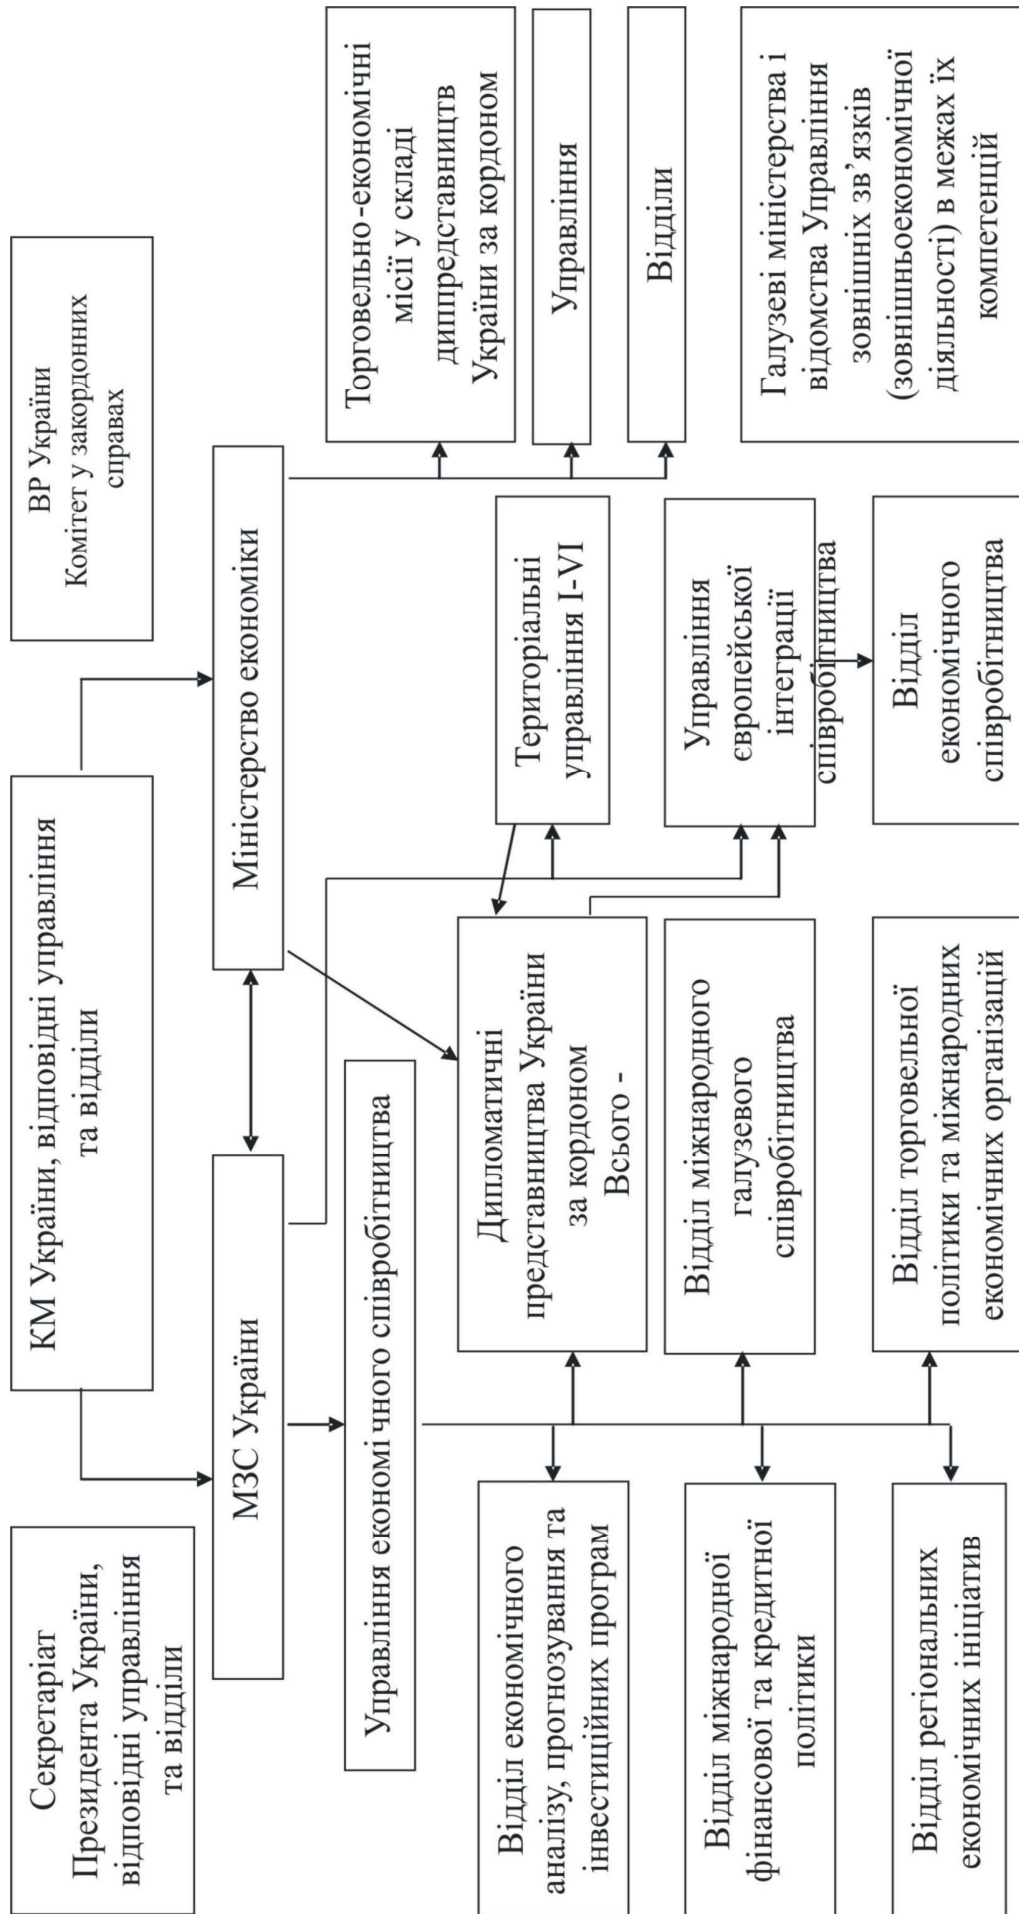 Секретаріат
Президента України,
відповідні управління
та відділи
КМ України, відповідні управління
та відділи
ВР України
Комітет у закордонних
справах
МЗС України
Міністерство економіки
Управління економічного співробітництва
Торговельно-економічні
місії у складі
диппредставництв
України за кордоном
Управління
Відділи
Галузеві міністерства і
відомства Управління
зовнішніх зв’язків
(зовнішньоекономічної
діяльності) в межах їх
компетенцій
Відділ економічного
аналізу, прогнозування та
інвестиційних програм
Дипломатичні
представництва України
за кордоном
Всього -
Територіальні
управління I-VI
Відділ міжнародної
фінансової та кредитної
політики
Відділ міжнародного
галузевого
співробітництва
Управління
європейської
інтеграції
співробітництва
Відділ регіональних
економічних ініціатив
Відділ торговельної
політики та міжнародних
економічних організацій
Відділ
економічного
співробітництва